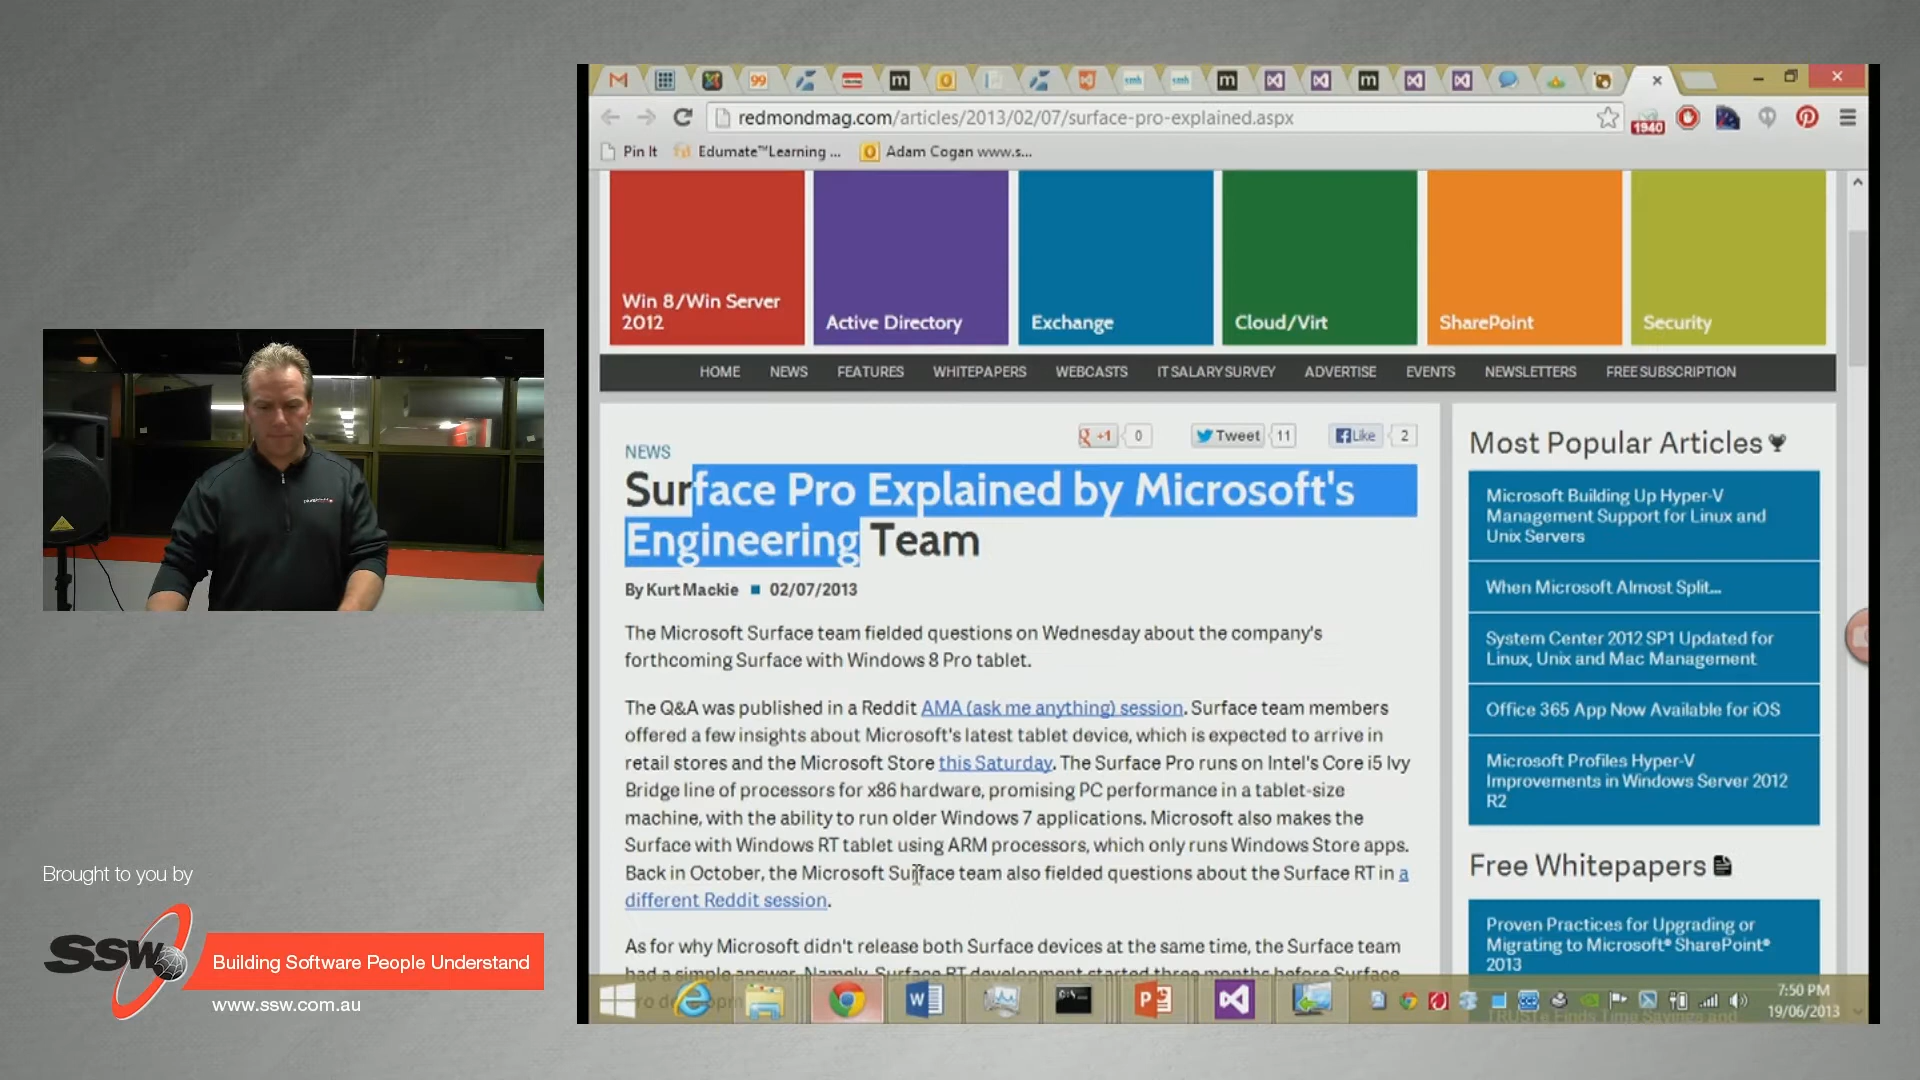 redmondmag.com/articles/2013/02/07/surface-pro-explained.aspx
1940
Pin It
Edumate™Learning ...
Adam Cogan www.s...
Win 8/Win Server
2012
Active Directory
Exchange
Cloud/Virt
SharePoint
Security
HOME NEWS FEATURES WHITEPAPERS WEBCASTS IT SALARY SURVEY ADVERTISE EVENTS NEWSLETTERS FREE SUBSCRIPTION
+1 0
Tweet 11
Like 2
NEWS
Surface Pro Explained by Microsoft's
Engineering Team
By Kurt Mackie ■ 02/07/2013
The Microsoft Surface team fielded questions on Wednesday about the company's
forthcoming Surface with Windows 8 Pro tablet.
The Q&A was published in a Reddit AMA (ask me anything) session. Surface team members
offered a few insights about Microsoft's latest tablet device, which is expected to arrive in
retail stores and the Microsoft Store this Saturday. The Surface Pro runs on Intel's Core i5 Ivy
Bridge line of processors for x86 hardware, promising PC performance in a tablet-size
machine, with the ability to run older Windows 7 applications. Microsoft also makes the
Surface with Windows RT tablet using ARM processors, which only runs Windows Store apps.
Back in October, the Microsoft Surface team also fielded questions about the Surface RT in a
different Reddit session.
As for why Microsoft didn't release both Surface devices at the same time, the Surface team
had a simple answer. Namely, Surface RT development started three months before Surface
Most Popular Articles
Microsoft Building Up Hyper-V
Management Support for Linux and
Unix Servers
When Microsoft Almost Split...
System Center 2012 SP1 Updated for
Linux, Unix and Mac Management
Office 365 App Now Available for iOS
Microsoft Profiles Hyper-V
Improvements in Windows Server 2012
R2
Free Whitepapers
Proven Practices for Upgrading or
Migrating to Microsoft® SharePoint®
2013
7:50 PM
19/06/2013
Brought to you by
SSW
Building Software People Understand
www.ssw.com.au